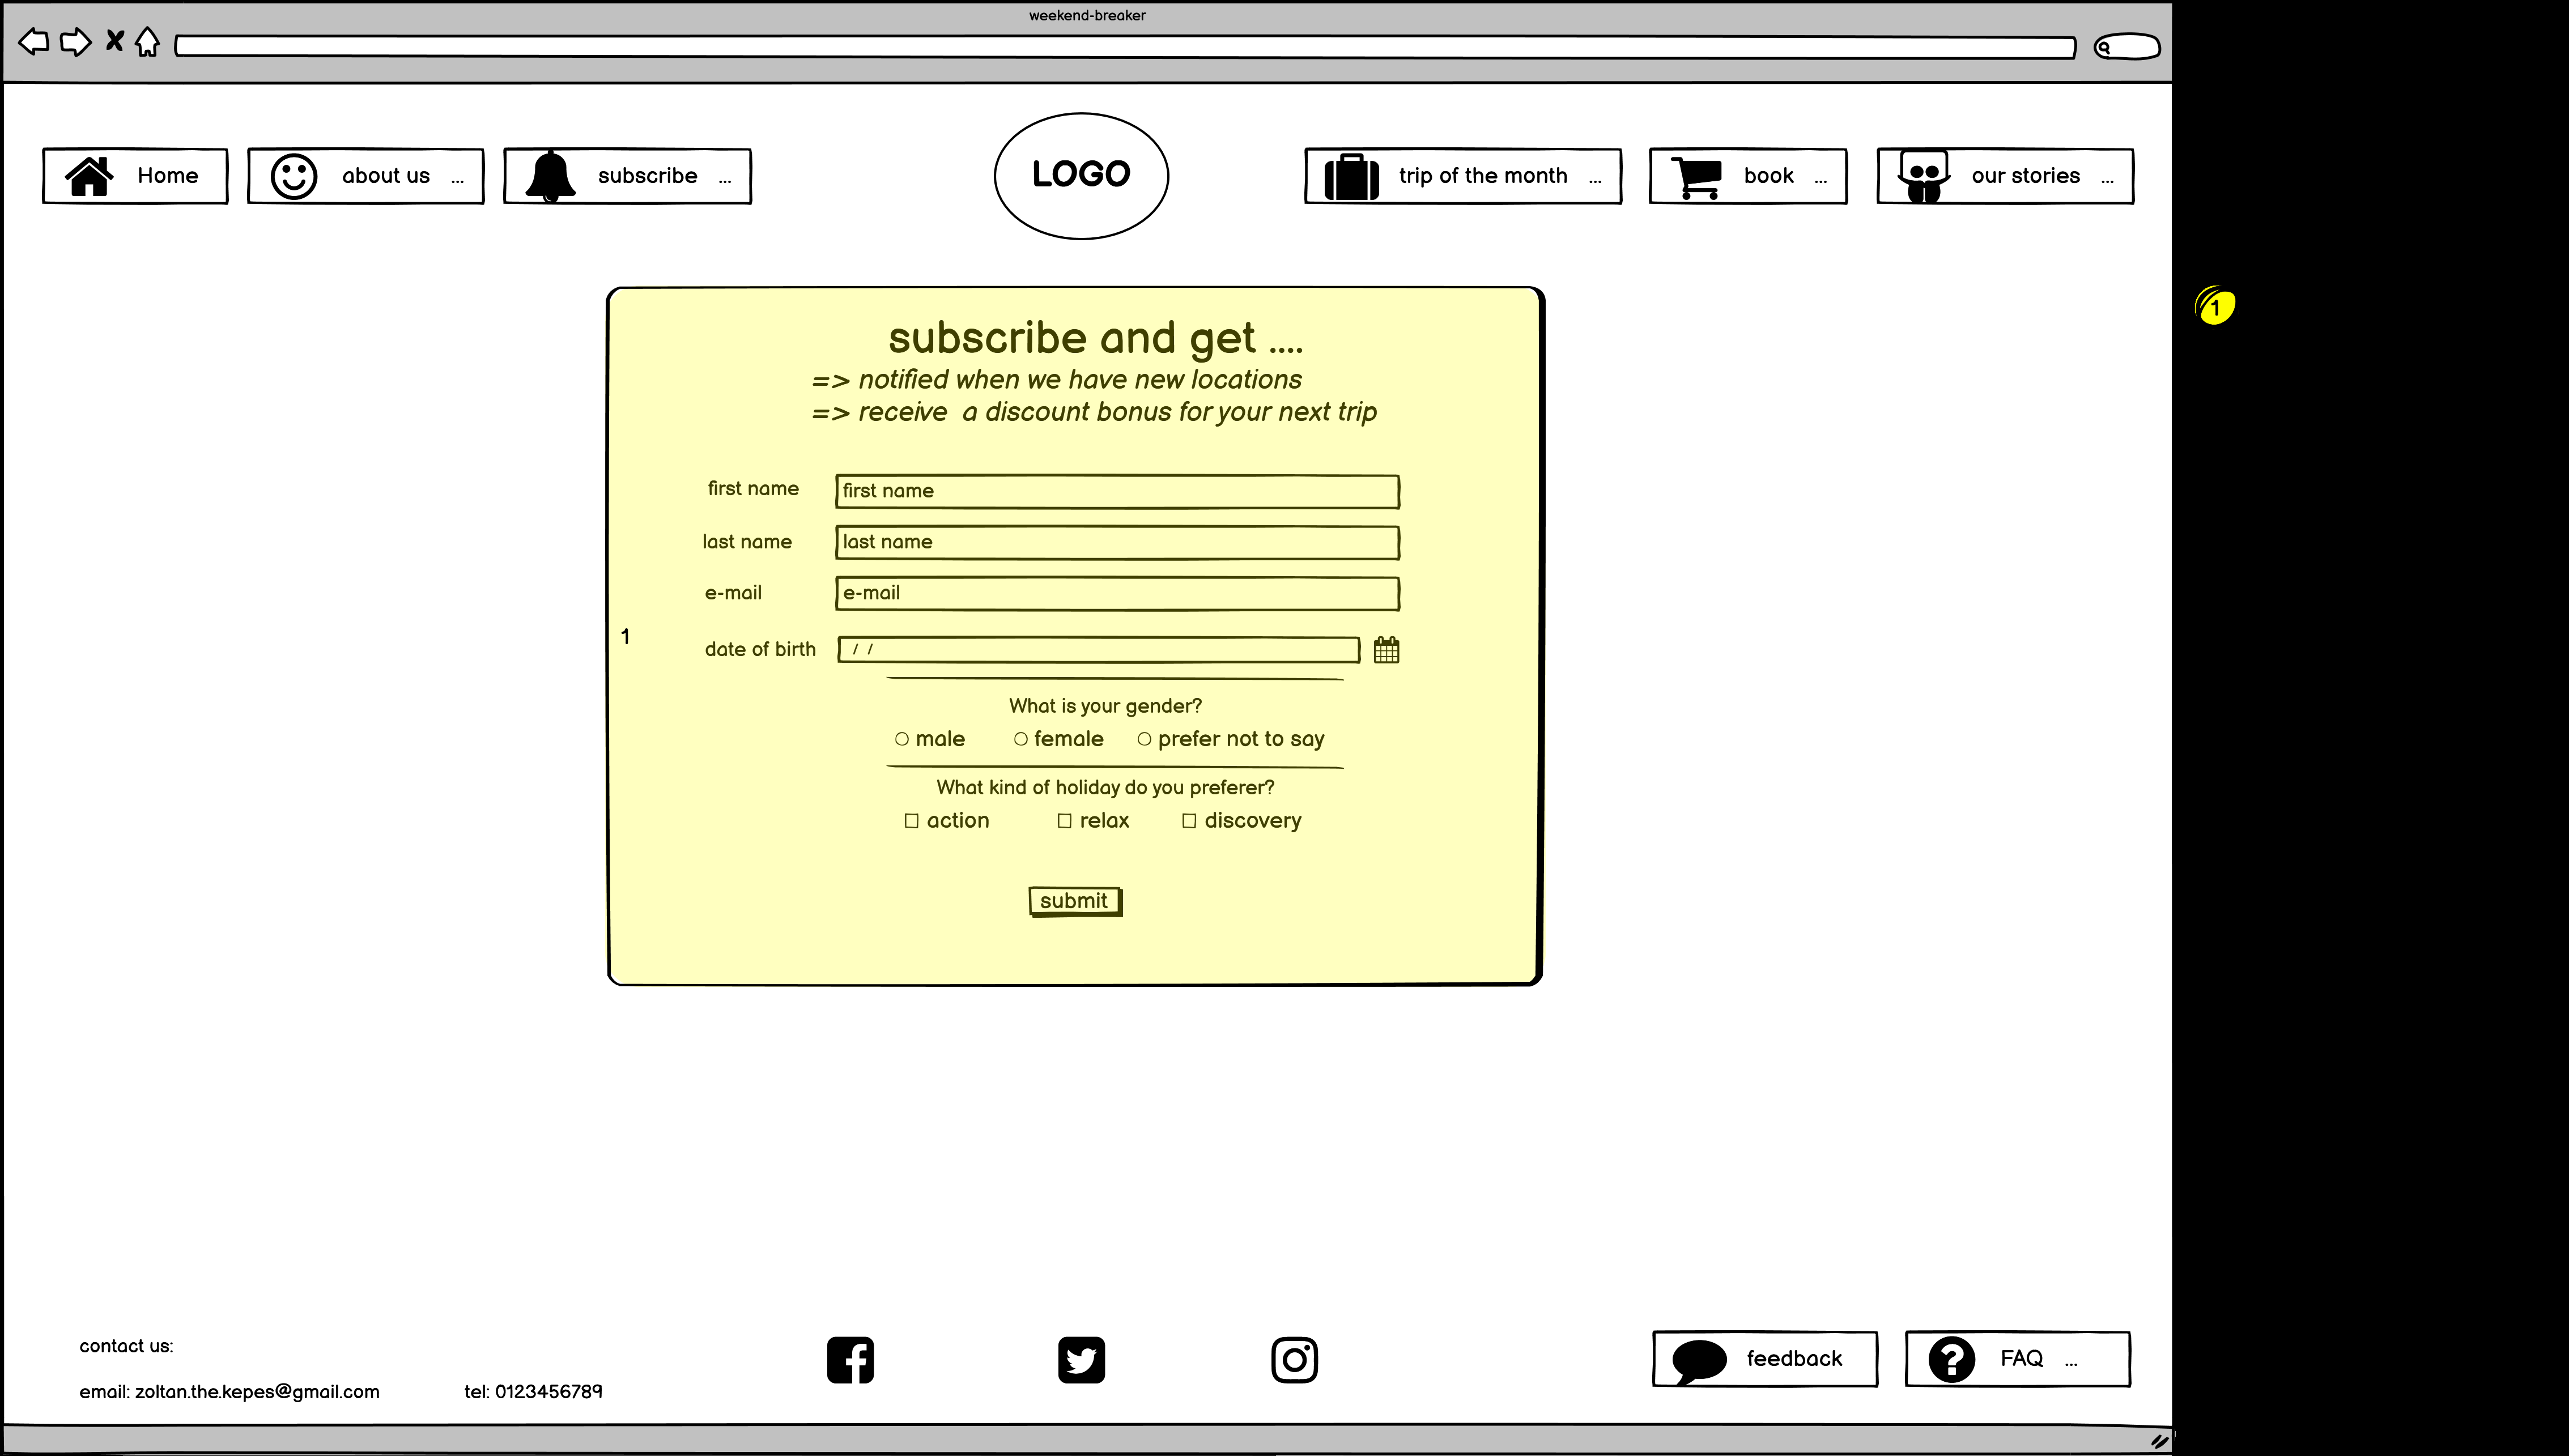 weekend-breaker
Home
about us ...
subscribe ...
LOGO
trip of the month ...
book ...
our stories ...
1
subscribe and get ....
=> notified when we have new locations
=> receive a discount bonus for your next trip
first name
first name
last name
last name
e-mail
e-mail
1
date of birth
/ /
What is your gender?
male
female
prefer not to say
What kind of holiday do you preferer?
action
relax
discovery
submit
contact us:
email: zoltan.the.kepes@gmail.com
tel: 0123456789
feedback
FAQ ...